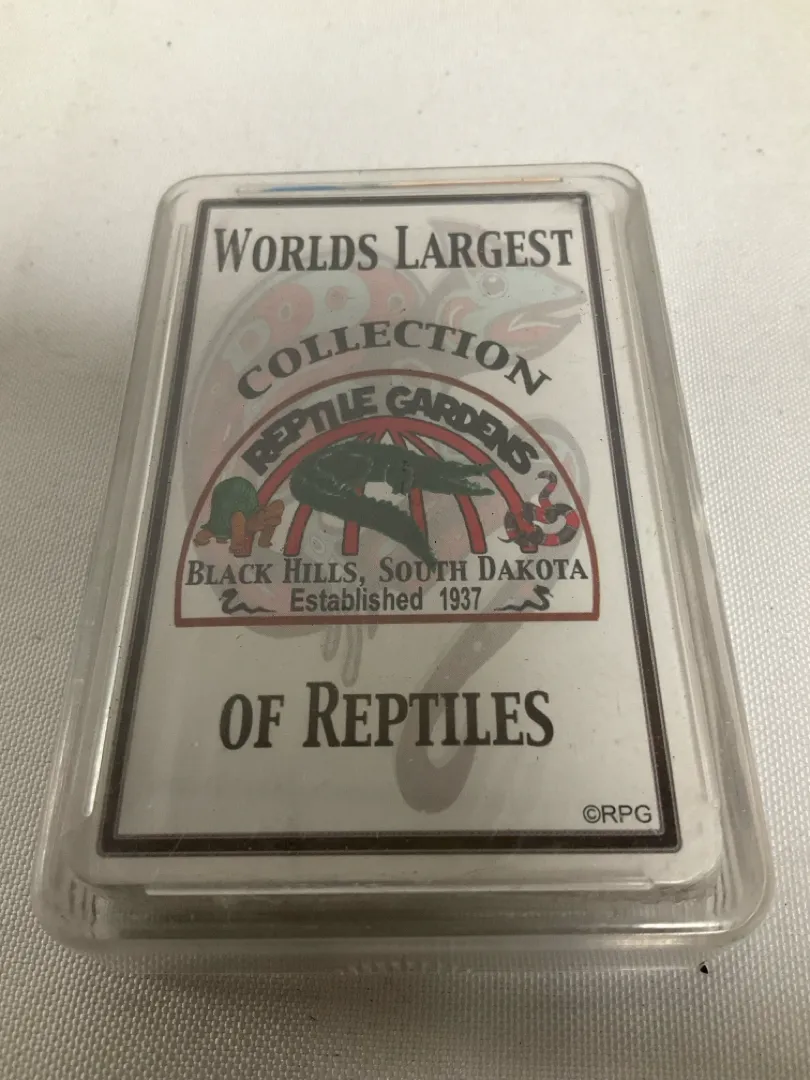 WORLDS LARGEST
COLLECTION
REPTILE GARDENS
BLACK HILLS, SOUTH DAKOTA
Established 1937
OF REPTILES
©RPG